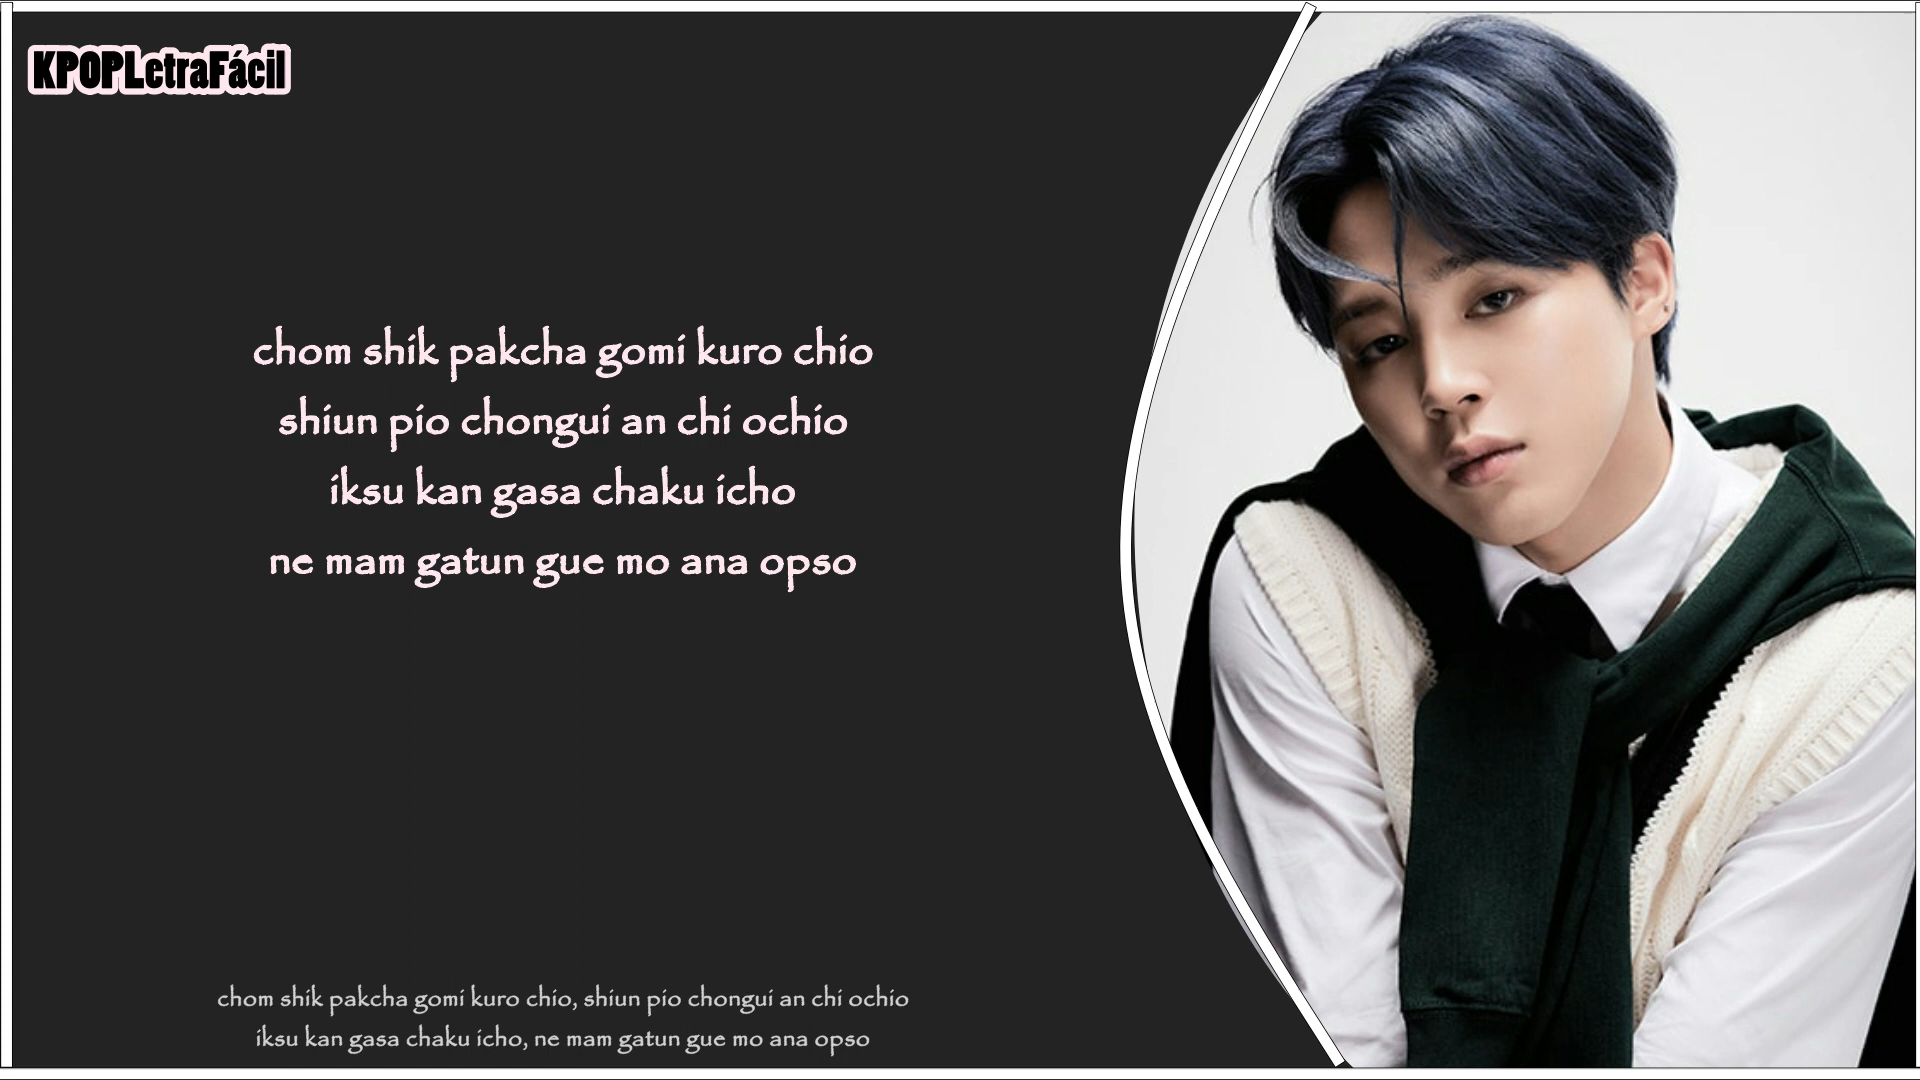 KPOPLetraFácil
chom shik pakcha gomi kuro chio
shiun pio chongui an chi ochio
iksu kan gasa chaku icho
ne mam gatun gue mo ana opso
chom shik pakcha gomi kuro chio, shiun pio chongui an chi ochio
iksu kan gasa chaku icho, ne mam gatun gue mo ana opso